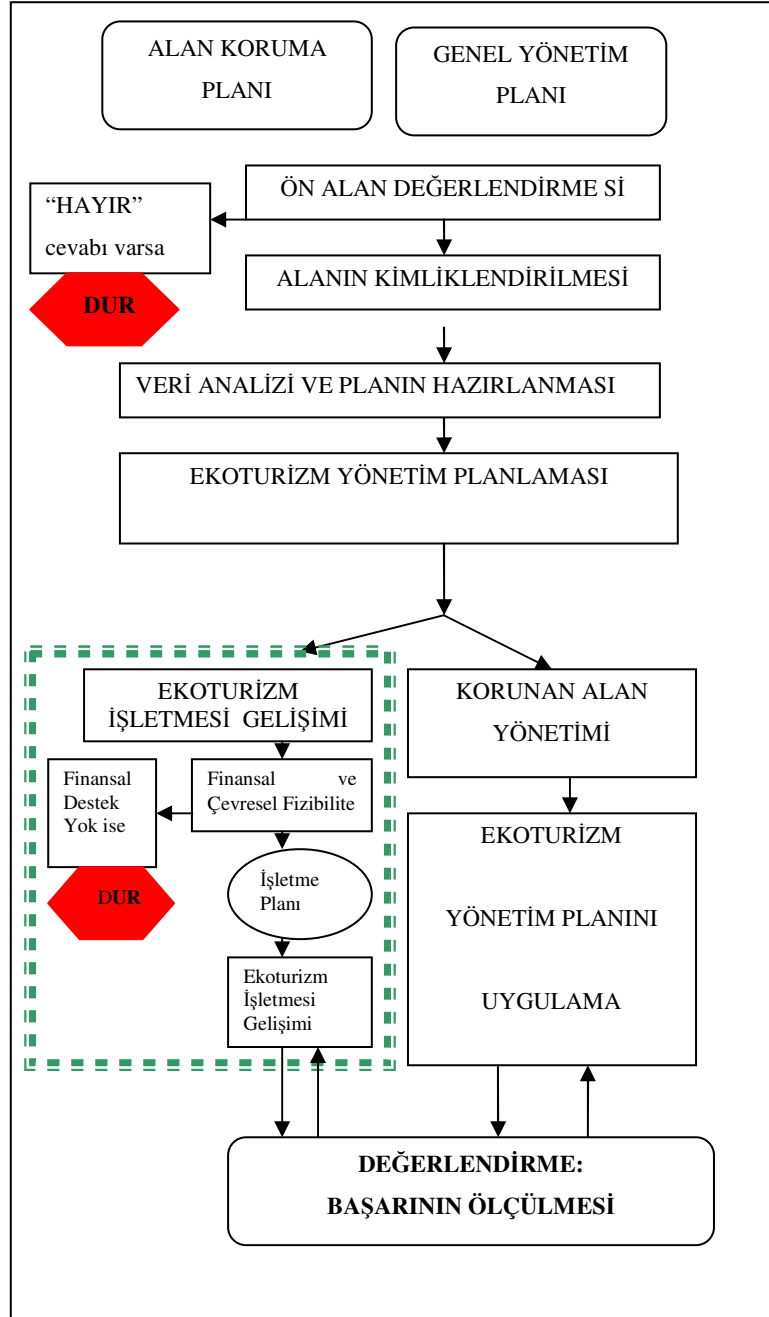 ALAN KORUMA
PLANI
GENEL YÖNETİM
PLANI
ÖN ALAN DEĞERLENDİRME Sİ
“HAYIR”
cevabı varsa
DUR
ALANIN KİMLİKLENDİRİLMESİ
VERİ ANALİZİ VE PLANIN HAZIRLANMASI
EKOTURİZM YÖNETİM PLANLAMASI
EKOTURİZM
İŞLETMESİ GELİŞİMİ
Finansal ve
Çevresel Fizibilite
Finansal
Destek
Yok ise
DUR
İşletme
Planı
Ekoturizm
İşletmesi
Gelişimi
KORUNAN ALAN
YÖNETİMİ
EKOTURİZM
YÖNETİM PLANINI
UYGULAMA
DEĞERLENDİRME:
BAŞARININ ÖLÇÜLMESİ